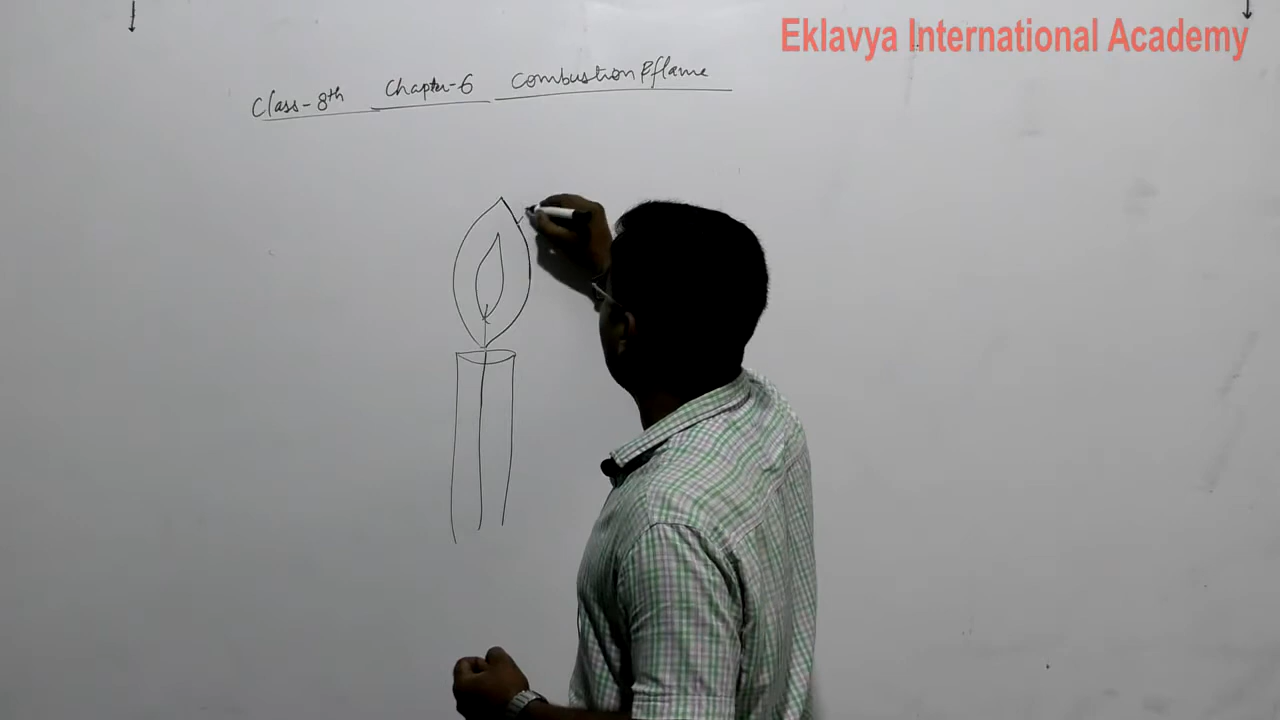 Eklavya International Academy
Class-8th Chapter-6 Combustion & flame